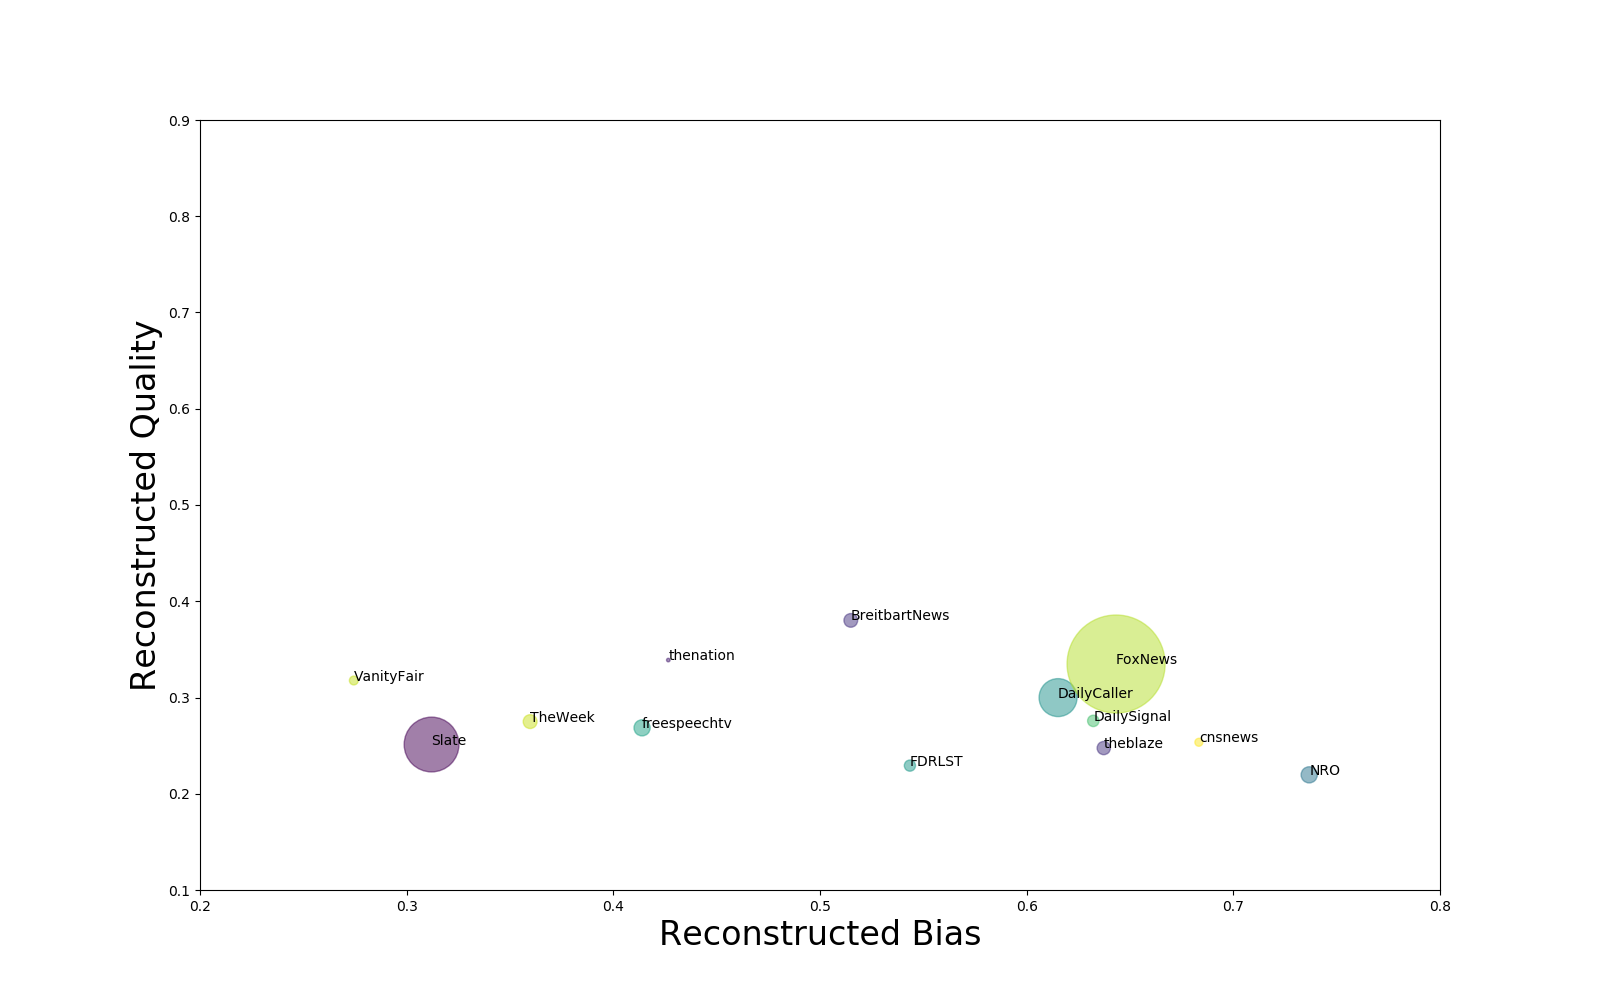 Reconstructed Quality
0.9
0.8
0.7
0.6
0.5
0.4
0.3
0.2
0.1
BreitbartNews
thenation
FoxNews
VanityFair
DailyCaller
TheWeek
DailySignal
freespeechtv
Slate
cnsnews
theblaze
FDRLST
NRO
0.2
0.3
0.4
0.5
0.6
0.7
0.8
Reconstructed Bias